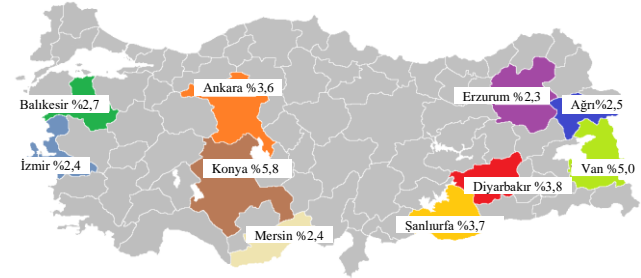 Ankara %3,6
Erzurum %2,3
Balıkesir %2,7
Ağrı%2,5
İzmir %2,4
Konya %5,8
Van %5,0
Diyarbakır %3,8
Şanlıurfa %3,7
Mersin %2,4